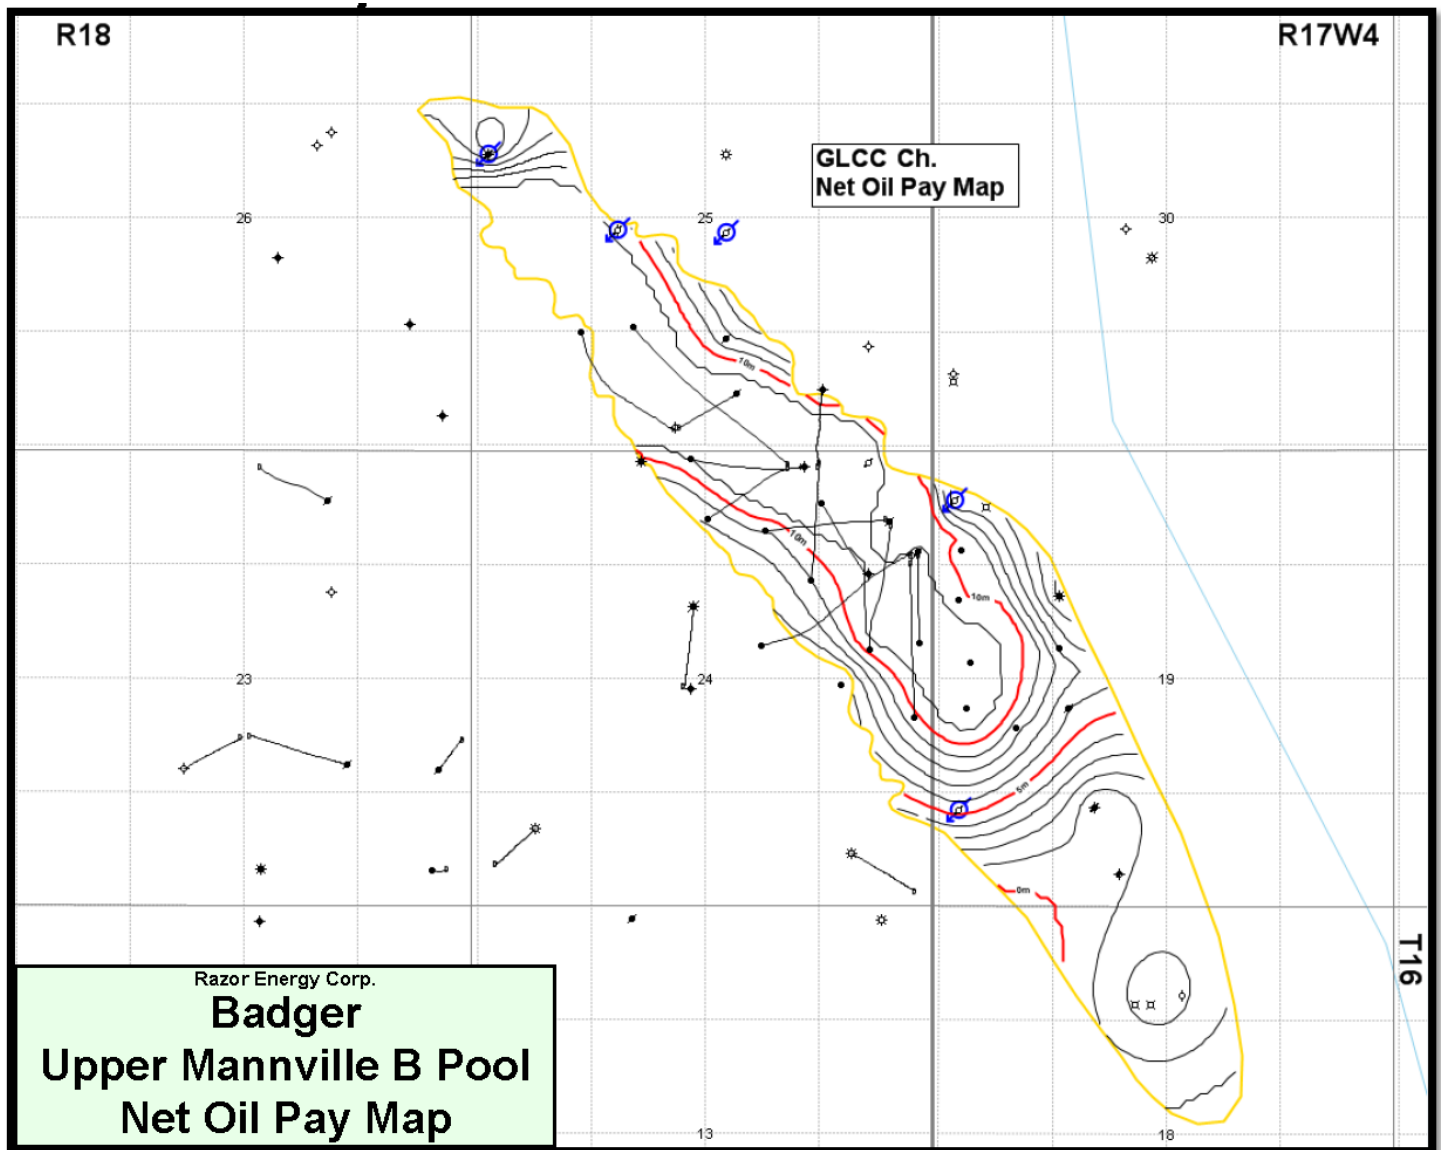 R18
R17W4
GLCC Ch.
Net Oil Pay Map
26
25
30
10m
10m
10m
23
24
19
5m
0m
T16
Razor Energy Corp.
Badger
Upper Mannville B Pool
Net Oil Pay Map
13
18